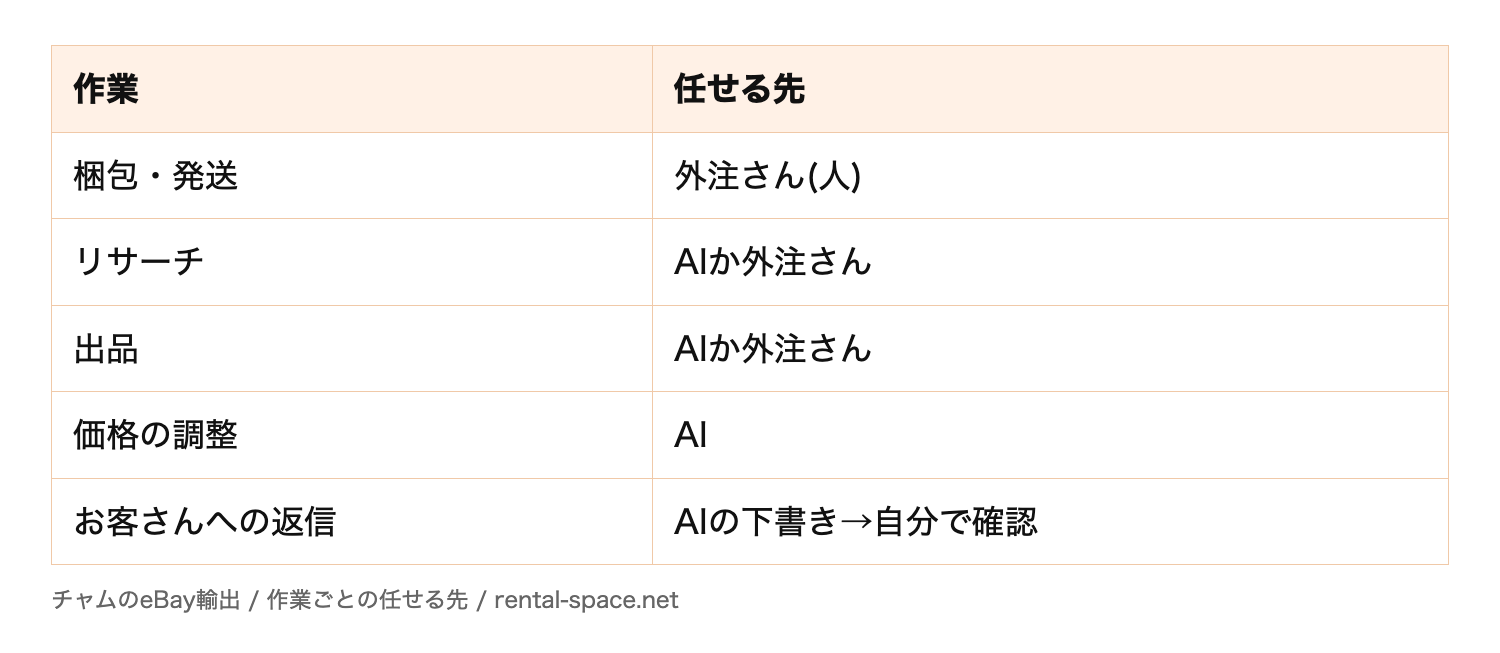 作業 任せる先
梱包・発送 外注さん(人)
リサーチ AIか外注さん
出品 AIか外注さん
価格の調整 AI
お客さんへの返信 AIの下書き→自分で確認
チャムのeBay輸出 / 作業ごとの任せる先 / rental-space.net